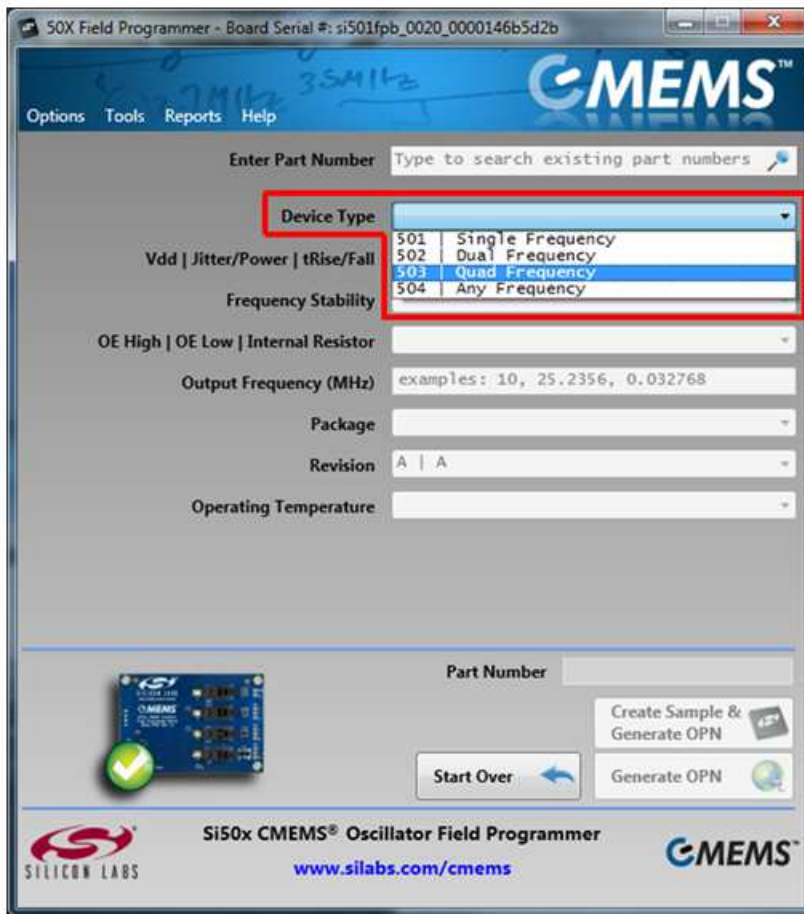 50X Field Programmer - Board Serial #: si501fpb_0020_0000146b5d2b
35MHz
CMEMS™
Options Tools Reports Help
Enter Part Number Type to search existing part numbers
Device Type
501 | Single Frequency
502 | Dual Frequency
Vdd | Jitter/Power | tRise/Fall
503 | Quad Frequency
504 | Any Frequency
Frequency Stability
OE High | OE Low | Internal Resistor
Output Frequency (MHz) examples: 10, 25.2356, 0.032768
Package
Revision A | A
Operating Temperature
Part Number
SILICON LABS
CMEMS
Create Sample & Generate OPN
Start Over Generate OPN
Si50x CMEMS® Oscillator Field Programmer
SILICON LABS www.silabs.com/cmems CMEMS